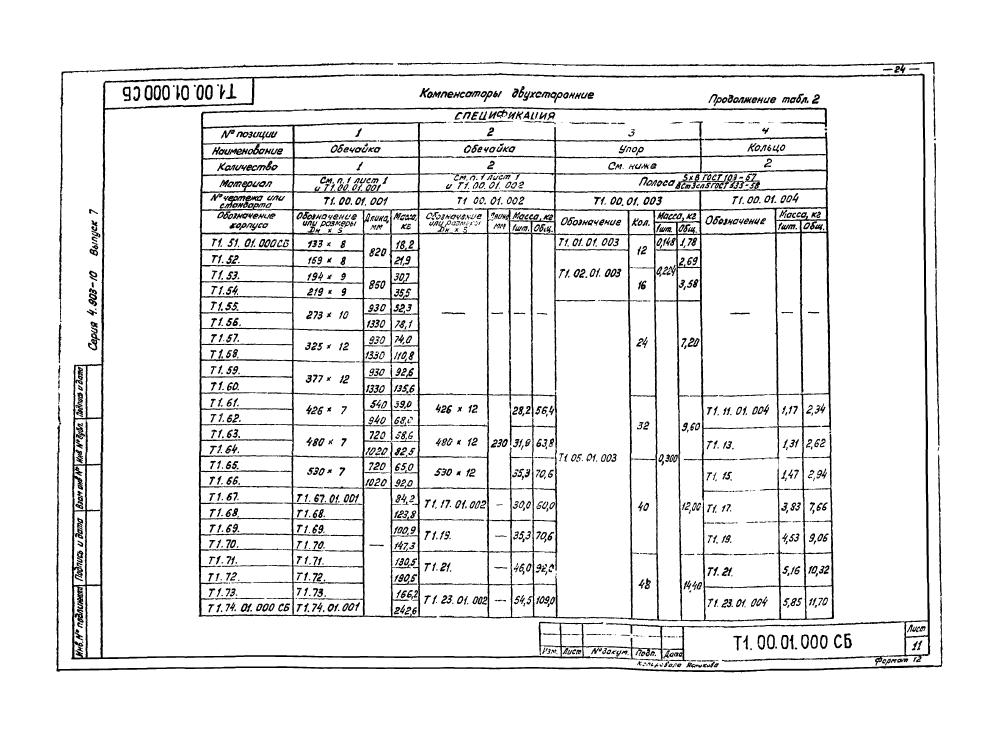 — 24 —
Т1.00.01.000 СБ
Компенсаторы двухсторонние
Продолжение табл. 2
Серия 4.903-10 Выпуск 7
СПЕЦИФИКАЦИЯ
№ позиции 1 2 3 4
Наименование Обечайка Обечайка Упор Кольцо
Количество 1 2 См. ниже 2
Материал См. п. 1 лист 1 и Т1.00.01.001 См. п. 1 лист 1 и Т1.00.01.002 Полоса 5х8 ГОСТ 103-57
№ чертежа или стандарта Т1.00.01.001 Т1.00.01.002 Т1.00.01.003 Т1.00.01.004
Обозначение корпуса Обозначение или размеры Dн х S Длина, мм Масса, кг Обозначение или размеры Dн х S Длина мм Масса, кг 1шт. Общ. Обозначение Кол. Масса, кг 1шт. Общ. Обозначение Масса, кг 1шт. Общ.
Т1.51.01.000СБ 133 х 8 820 18,2 — — — Т1.01.01.003 12 0,148 1,78 — — —
Т1.52. 159 х 8 21,9 Т1.02.01.003 0,224 2,69
Т1.53. 194 х 9 860 30,7 16 3,58
Т1.54. 219 х 9 35,5
Т1.55. 273 х 10 930 52,3 Т1.05.01.003 24 0,300 7,20
Т1.56. 1330 78,1
Т1.57. 325 х 12 930 74,0
Т1.58. 1330 110,8
Т1.59. 377 х 12 930 92,6
Т1.60. 1330 135,6
Т1.61. 426 х 7 540 39,0 426 х 12 230 28,2 56,4 32 9,60 Т1.11.01.004 1,17 2,34
Т1.62. 940 68,0
Т1.63. 480 х 7 720 58,6 480 х 12 31,9 63,8 Т1.13. 1,31 2,62
Т1.64. 1020 82,5
Т1.65. 530 х 7 720 65,0 530 х 12 35,3 70,6 40 12,00 Т1.15. 1,47 2,94
Т1.66. 1020 92,0
Т1.67. Т1.67.01.001 — 84,2 Т1.17.01.002 — 30,0 60,0 Т1.17. 3,83 7,66
Т1.68. Т1.68. 123,8
Т1.69. Т1.69. 100,9 Т1.19. — 35,3 70,6 Т1.19. 4,53 9,06
Т1.70. Т1.70. 147,3
Т1.71. Т1.71. 130,5 Т1.21. — 46,0 92,0 48 14,40 Т1.21. 5,16 10,32
Т1.72. Т1.72. 190,5
Т1.73. Т1.73. 166,2 Т1.23.01.002 — 54,5 109,0 Т1.23.01.004 5,85 11,70
Т1.74.01.000 СБ Т1.74.01.001 242,6
Инв. № подлинника Подпись и дата Взам. инв № Инв № дубл. Подпись и дата
Изм. Лист № докум. Подп. Дата
Т1.00.01.000 СБ
Лист
11
Копировала
Формат 12